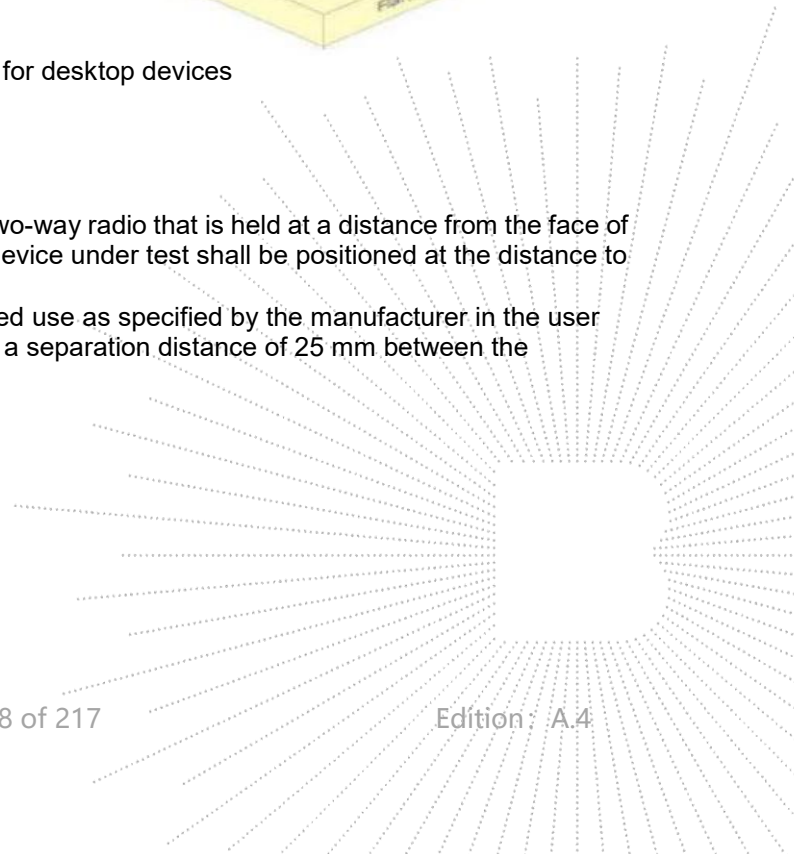 for desktop devices
wo-way radio that is held at a distance from the face of
evice under test shall be positioned at the distance to
ed use as specified by the manufacturer in the user
a separation distance of 25 mm between the
8 of 217
Edition：A.4